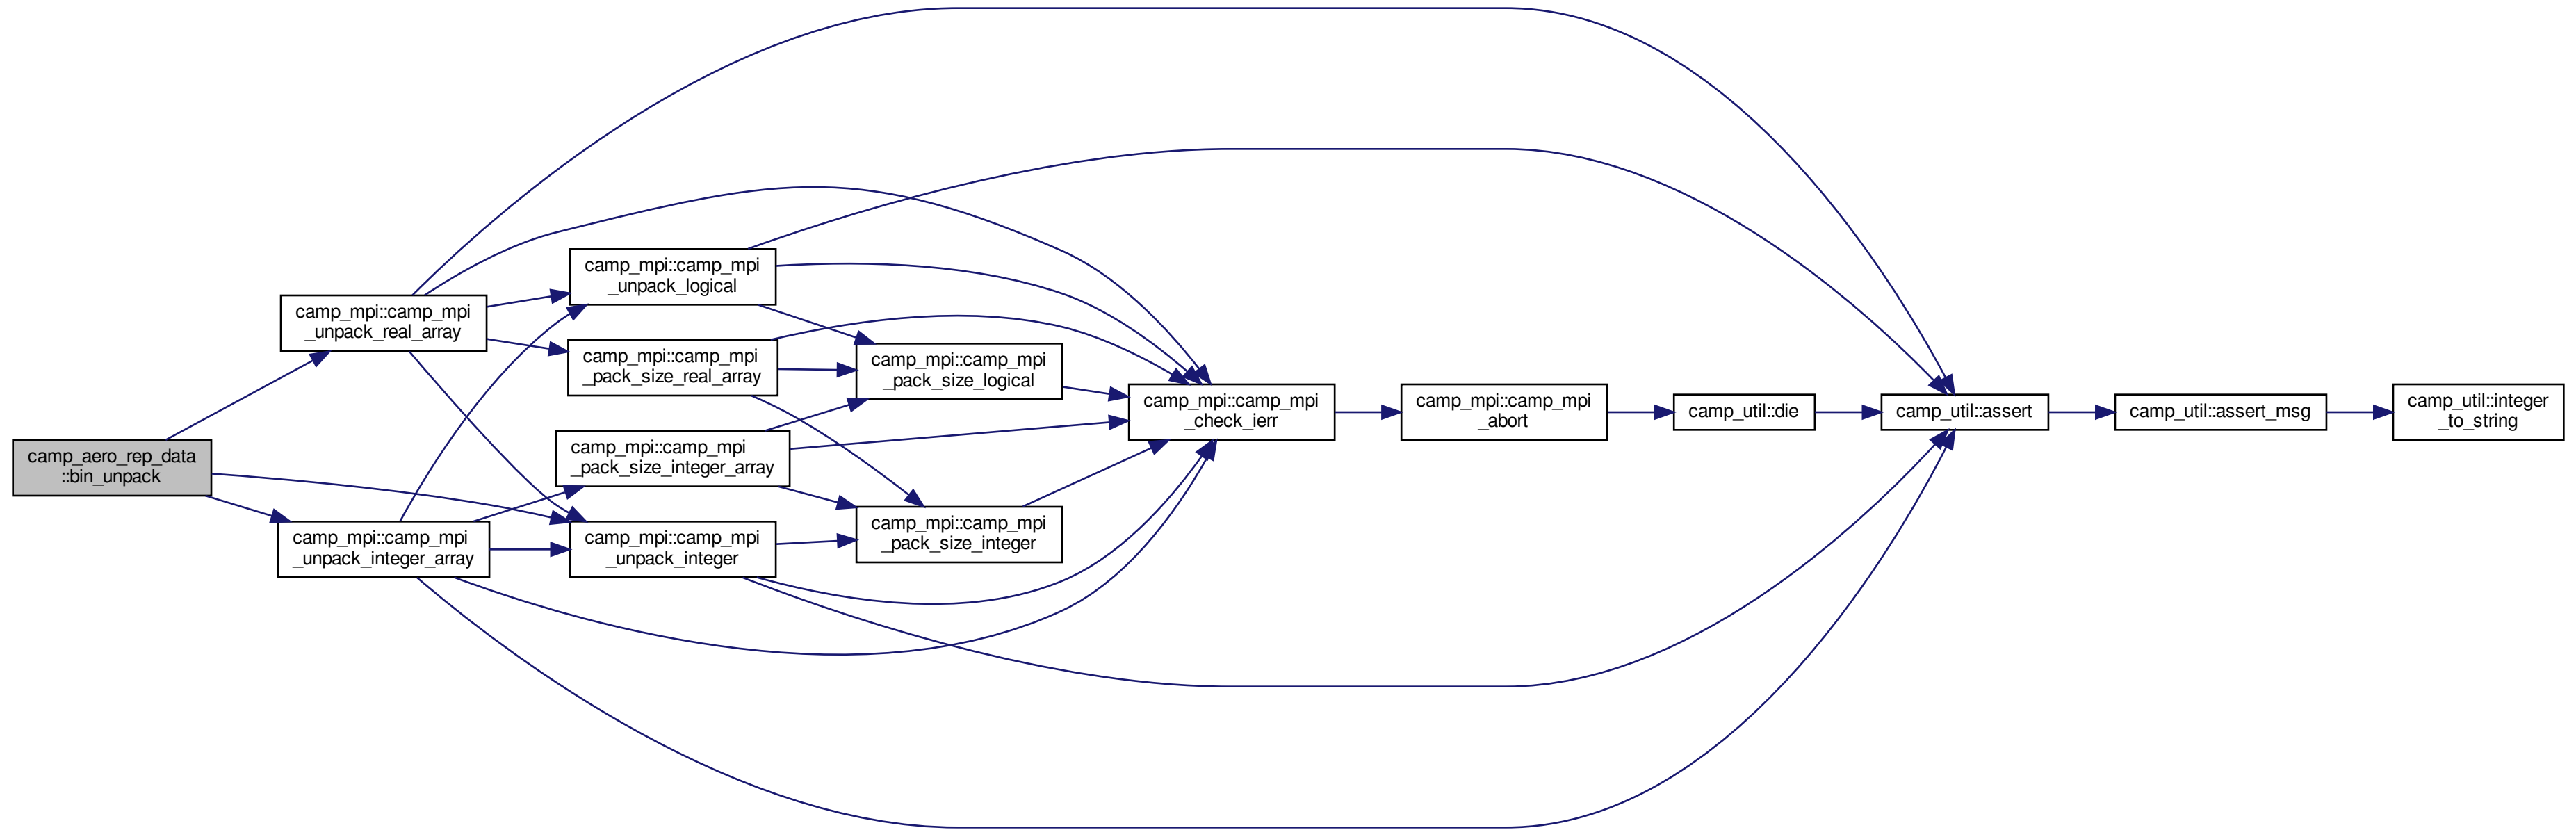 camp_aero_rep_data
::bin_unpack
camp_mpi::camp_mpi
_unpack_real_array
camp_mpi::camp_mpi
_unpack_integer_array
camp_mpi::camp_mpi
_unpack_logical
camp_mpi::camp_mpi
_pack_size_real_array
camp_mpi::camp_mpi
_pack_size_integer_array
camp_mpi::camp_mpi
_unpack_integer
camp_mpi::camp_mpi
_pack_size_logical
camp_mpi::camp_mpi
_pack_size_integer
camp_mpi::camp_mpi
_check_ierr
camp_mpi::camp_mpi
_abort
camp_util::die
camp_util::assert
camp_util::assert_msg
camp_util::integer
_to_string